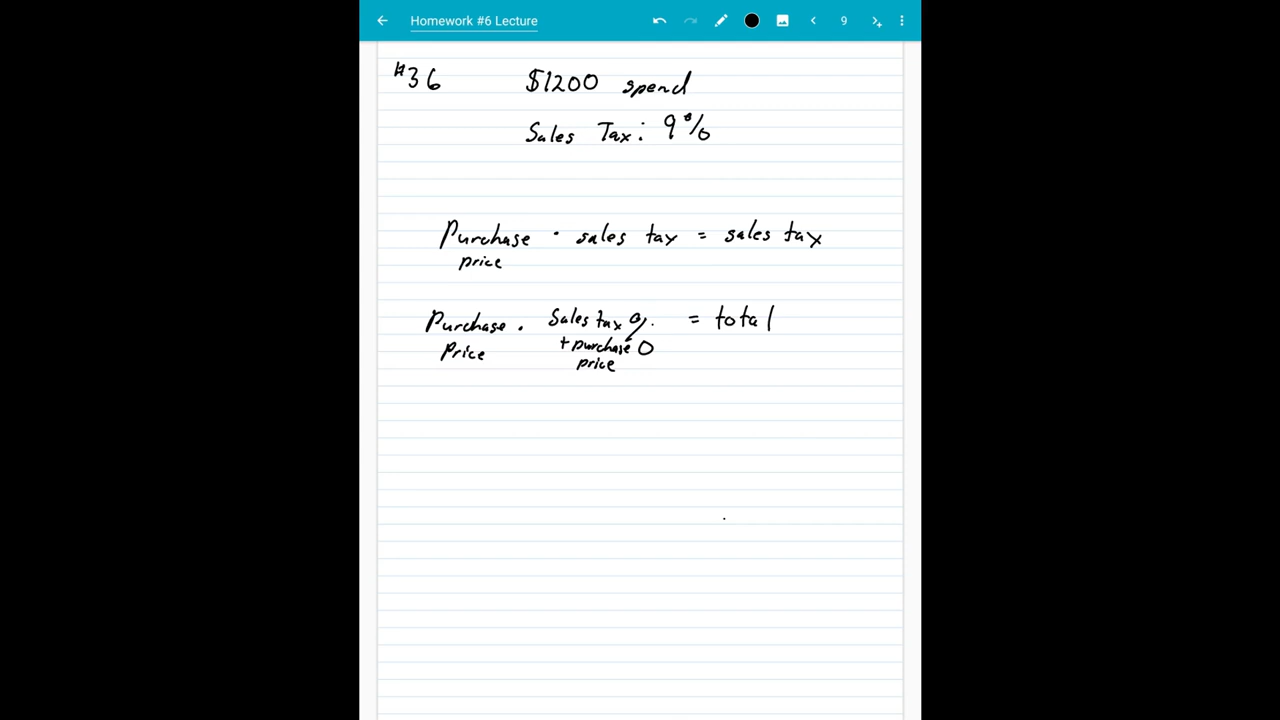 Homework #6 Lecture
9
#36 $1200 spend
Sales Tax: 9%
Purchase · sales tax = sales tax
price
Purchase · Sales tax % = total
Price + purchase
price